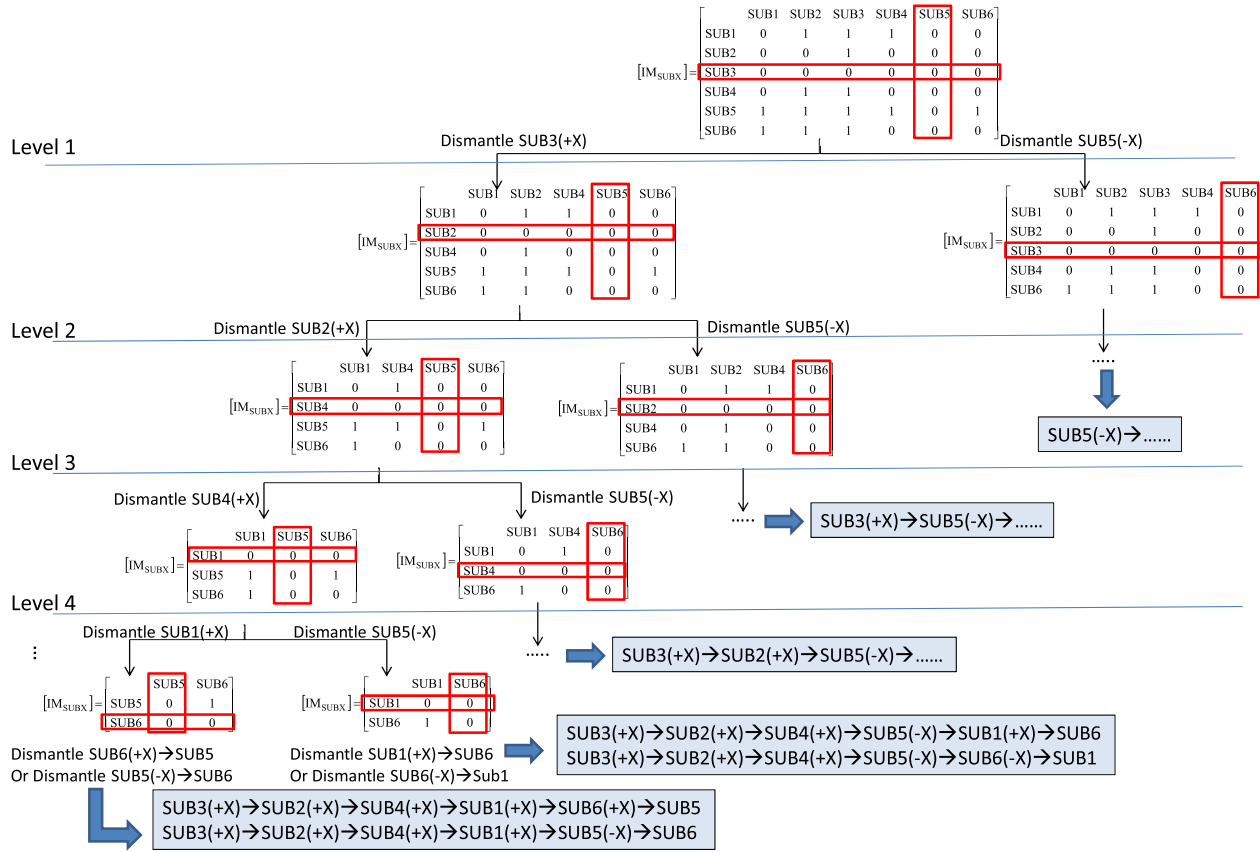 SUB1 SUB2 SUB3 SUB4 SUB5 SUB6
SUB1 0 1 1 1 0 0
SUB2 0 0 1 0 0 0
[IM_SUBX]= SUB3 0 0 0 0 0 0
SUB4 0 1 1 0 0 0
SUB5 1 1 1 1 0 1
SUB6 1 1 1 0 0 0
Level 1
Dismantle SUB3(+X)
Dismantle SUB5(-X)
SUB1 SUB2 SUB4 SUB5 SUB6
SUB1 0 1 1 0 0
SUB2 0 0 0 0 0
[IM_SUBX]= SUB4 0 1 0 0 0
SUB5 1 1 1 0 1
SUB6 1 1 0 0 0
SUB1 SUB2 SUB3 SUB4 SUB6
SUB1 0 1 1 1 0
SUB2 0 0 1 0 0
[IM_SUBX]= SUB3 0 0 0 0 0
SUB4 0 1 1 0 0
SUB6 1 1 1 0 0
Level 2
Dismantle SUB2(+X)
Dismantle SUB5(-X)
SUB1 SUB4 SUB5 SUB6
SUB1 0 1 0 0
[IM_SUBX]= SUB4 0 0 0 0
SUB5 1 1 0 1
SUB6 1 0 0 0
SUB1 SUB2 SUB4 SUB6
SUB1 0 1 1 0
[IM_SUBX]= SUB2 0 0 0 0
SUB4 0 1 0 0
SUB6 1 1 0 0
.....
SUB5(-X)→......
Level 3
Dismantle SUB4(+X)
Dismantle SUB5(-X)
SUB1 SUB5 SUB6
SUB1 0 0 0
[IM_SUBX]= SUB5 1 0 1
SUB6 1 0 0
SUB1 SUB4 SUB6
SUB1 0 1 0
[IM_SUBX]= SUB4 0 0 0
SUB6 1 0 0
.....
SUB3(+X)→SUB5(-X)→......
Level 4
⋮
Dismantle SUB1(+X)
Dismantle SUB5(-X)
SUB5 SUB6
[IM_SUBX]= SUB5 0 1
SUB6 0 0
SUB1 SUB6
[IM_SUBX]= SUB1 0 0
SUB6 1 0
.....
SUB3(+X)→SUB2(+X)→SUB5(-X)→......
Dismantle SUB6(+X)→SUB5
Or Dismantle SUB5(-X)→SUB6
Dismantle SUB1(+X)→SUB6
Or Dismantle SUB6(-X)→Sub1
SUB3(+X)→SUB2(+X)→SUB4(+X)→SUB5(-X)→SUB1(+X)→SUB6
SUB3(+X)→SUB2(+X)→SUB4(+X)→SUB5(-X)→SUB6(-X)→SUB1
SUB3(+X)→SUB2(+X)→SUB4(+X)→SUB1(+X)→SUB6(+X)→SUB5
SUB3(+X)→SUB2(+X)→SUB4(+X)→SUB1(+X)→SUB5(-X)→SUB6